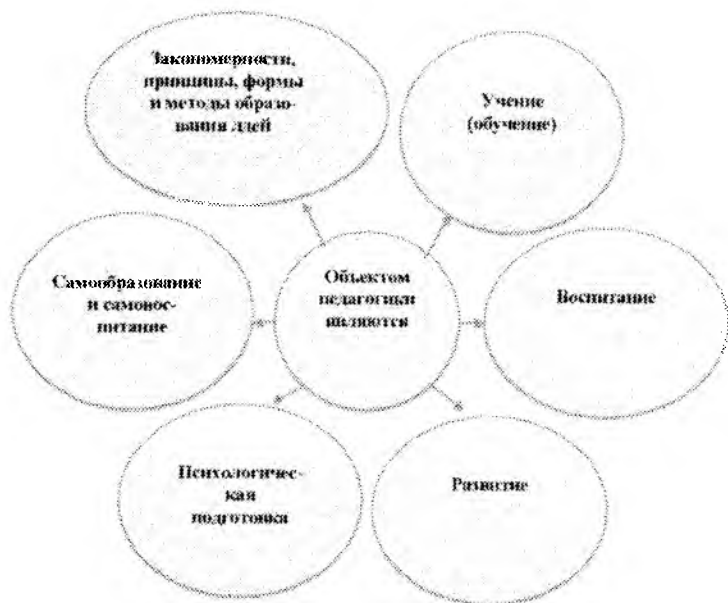 Закономерности,
принципы, формы
и методы образо-
вания лдей
Учение
(обучение)
Самообразование
и самовос-
питание
Объектом
педагогики
являются
Воспитание
Психологичес-
кая
подготовка
Развитие